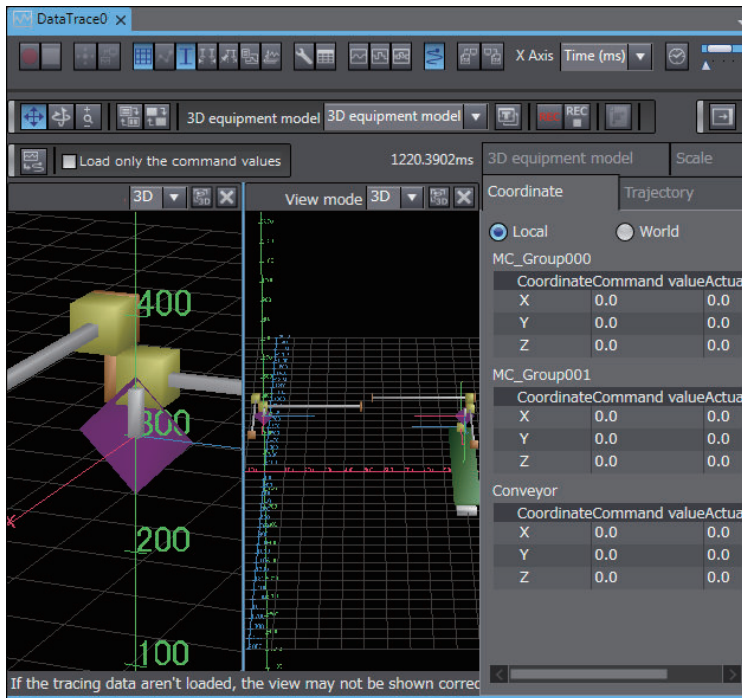 DataTrace0
X Axis Time (ms)
3D equipment model 3D equipment model REC REC
Load only the command values 1220.3902ms
3D equipment model Scale
3D View mode 3D
Coordinate Trajectory
Local World
MC_Group000
CoordinateCommand valueActua
X 0.0 0.0
Y 0.0 0.0
Z 0.0 0.0
MC_Group001
CoordinateCommand valueActua
X 0.0 0.0
Y 0.0 0.0
Z 0.0 0.0
Conveyor
CoordinateCommand valueActua
X 0.0 0.0
Y 0.0 0.0
Z 0.0 0.0
400
300
200
100
If the tracing data aren't loaded, the view may not be shown correc